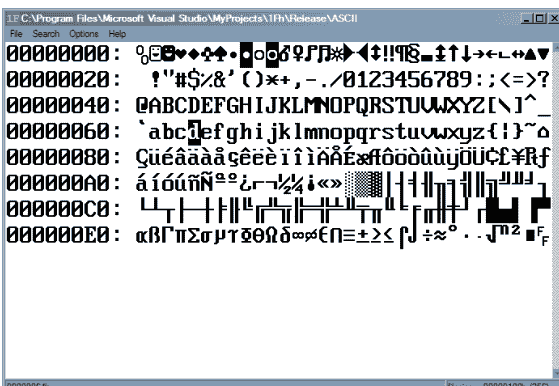 1F C:\Program Files\Microsoft Visual Studio\MyProjects\1Fh\Release\ASCII
File Search Options Help
00000000: ☺☻♥♦♣♠•◘○◙♂♀♪♫☼►◄↕‼¶§▬↨↑↓→←∟↔▲▼
00000020: !"#$%&'()*+,-./0123456789:;<=>?
00000040: @ABCDEFGHIJKLMNOPQRSTUVWXYZ[\]^_
00000060: `abcdefghijklmnopqrstuvwxyz{|}~⌂
00000080: ÇüéâäàåçêëèïîìÄÅÉæÆôöòûùÿÖÜ¢£¥₧ƒ
000000A0: áíóúñÑªº¿⌐¬½¼¡«»░▒▓│┤╡╢╖╕╣║╗╝╜╛┐
000000C0: └┴┬├─┼╞╟╚╔╩╦╠═╬╧╨╤╥╙╘╒╓╫╪┘┌█▄▌▐▀
000000E0: αßΓπΣσµτΦΘΩδ∞φε∩≡±≥≤⌠⌡÷≈°∙·√ⁿ²■